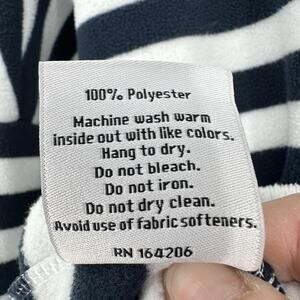 100% Polyester
Machine wash warm
inside out with like colors.
Hang to dry.
Do not bleach.
Do not iron.
Do not dry clean.
Avoid use of fabric softeners.
RN 164206